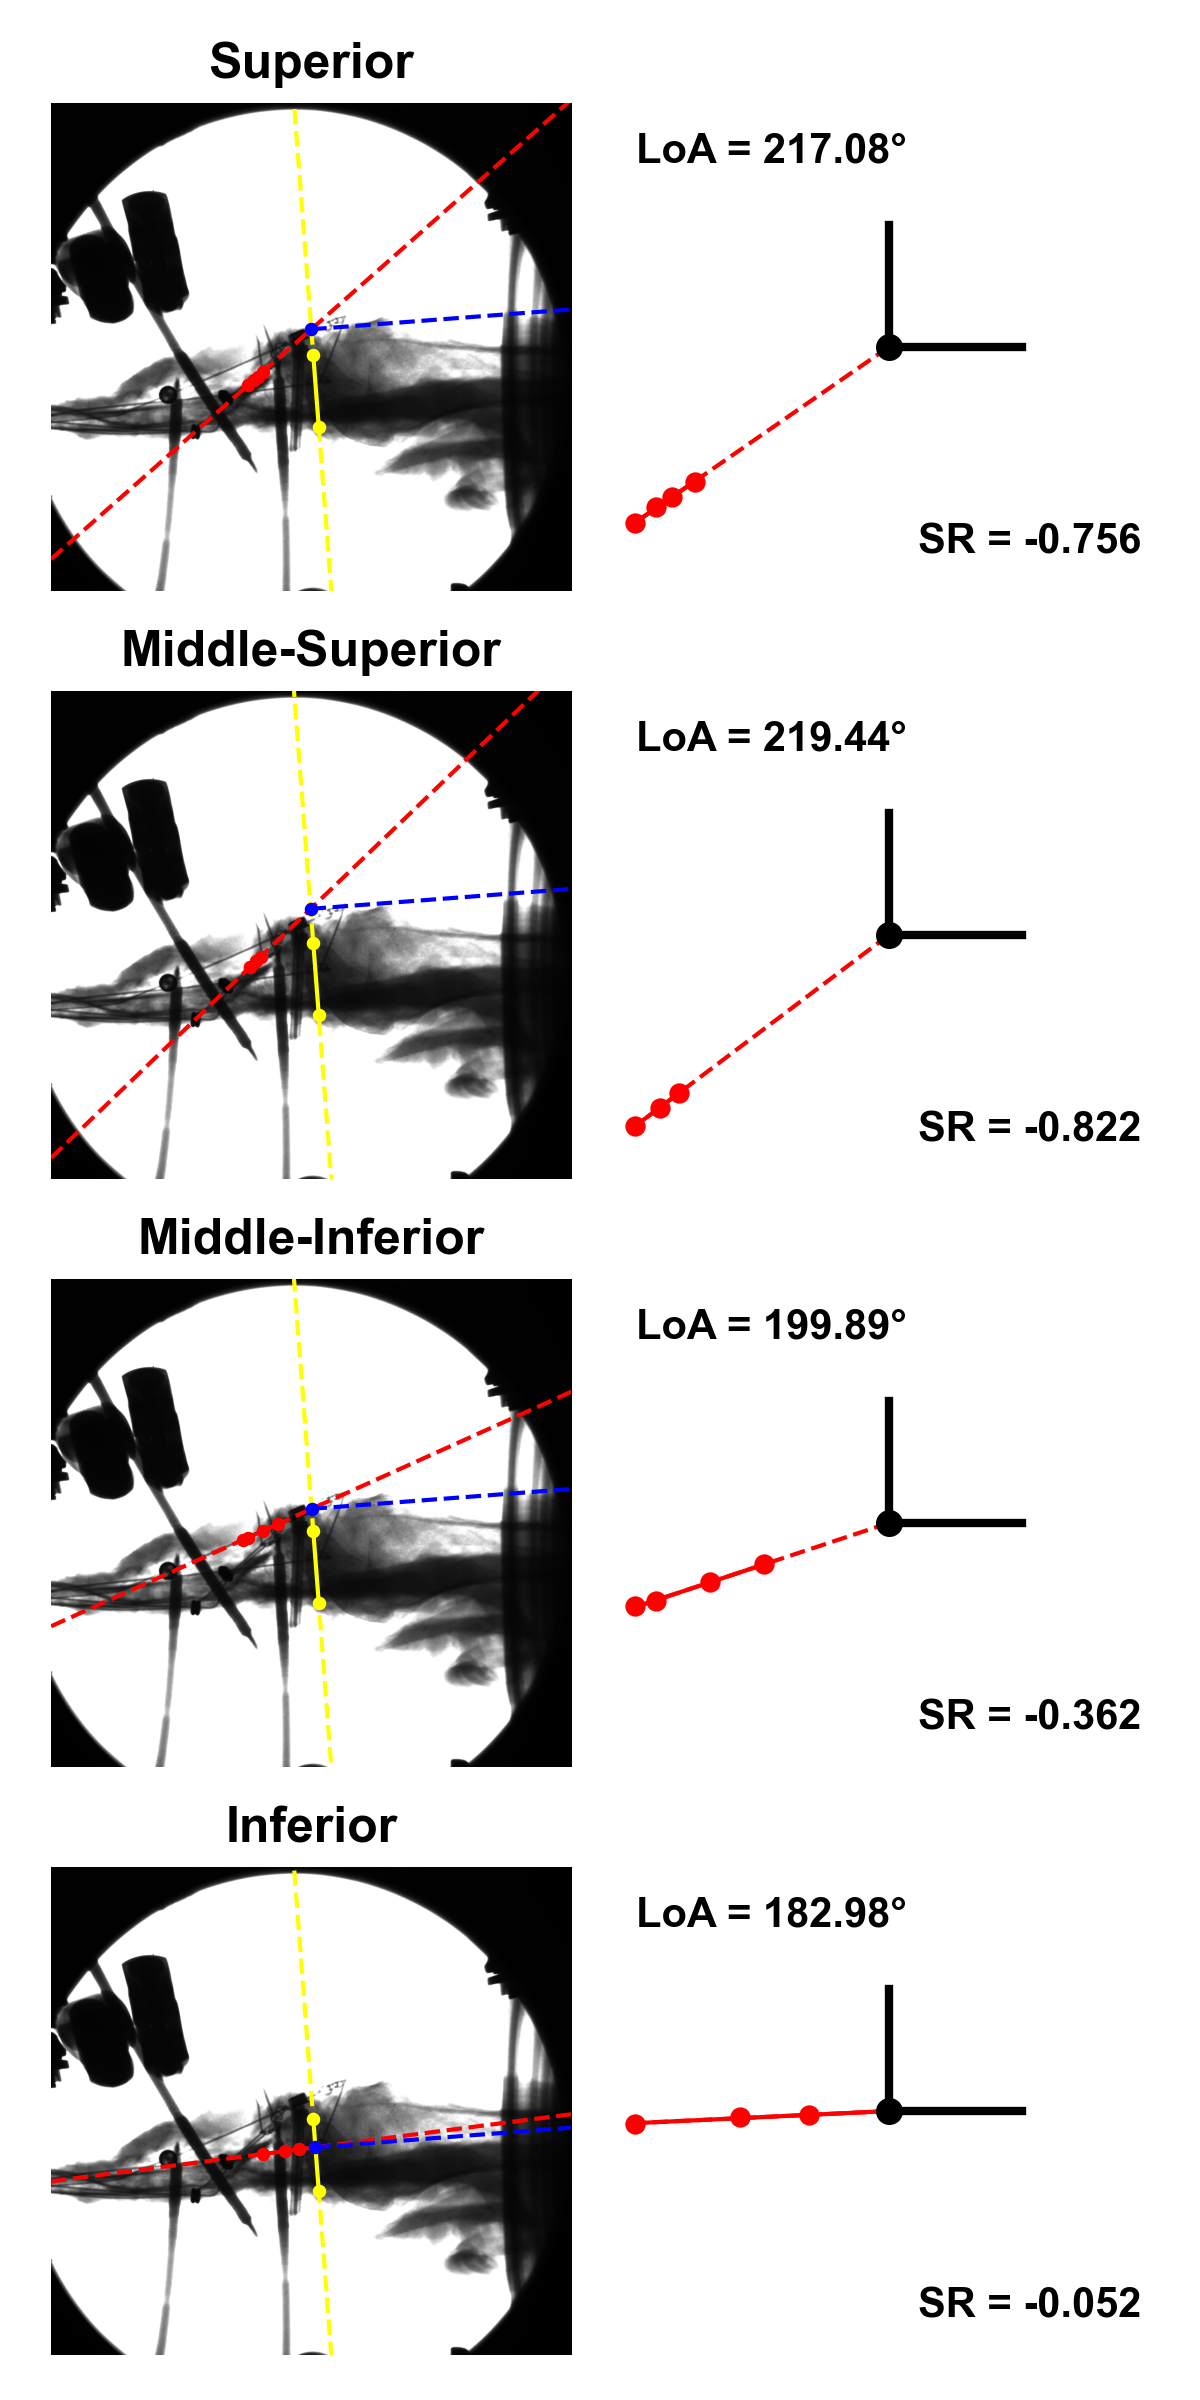 Superior
LoA = 217.08°
SR = -0.756
Middle-Superior
LoA = 219.44°
SR = -0.822
Middle-Inferior
LoA = 199.89°
SR = -0.362
Inferior
LoA = 182.98°
SR = -0.052